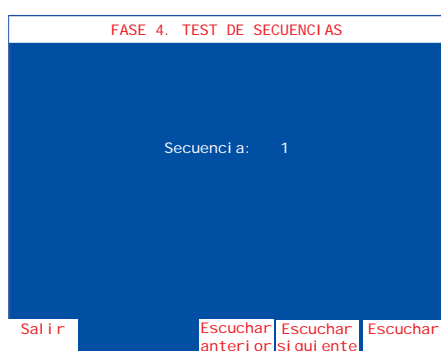 FASE 4. TEST DE SECUENCIAS
Secuencia: 1
Salir
Escuchar anterior
Escuchar siguiente
Escuchar